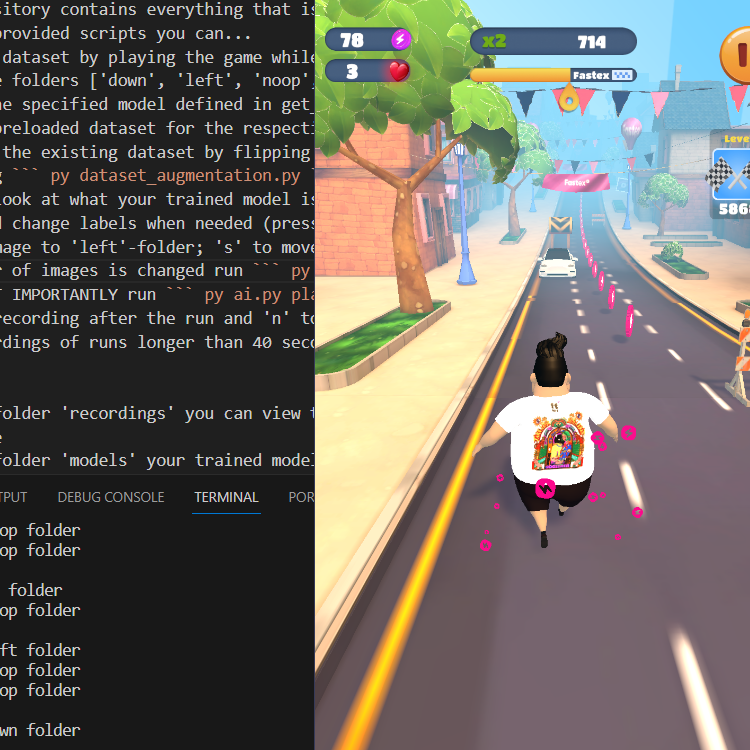 sitory contains everything that is
provided scripts you can...
dataset by playing the game while
e folders ['down', 'left', 'noop',
he specified model defined in get_
preloaded dataset for the respecti
the existing dataset by flipping
g ``` py dataset_augmentation.py `
look at what your trained model is
d change labels when needed (press
mage to 'left'-folder; 's' to move
r of images is changed run ``` py
T IMPORTANTLY run ``` py ai.py pla
recording after the run and 'n' to
rdings of runs longer than 40 seco
folder 'recordings' you can view t
e
folder 'models' your trained model
TPUT DEBUG CONSOLE TERMINAL POR
op folder
op folder
folder
op folder
ft folder
op folder
op folder
wn folder
78
x2 714
3
Fastex
Fastex
Leve
586